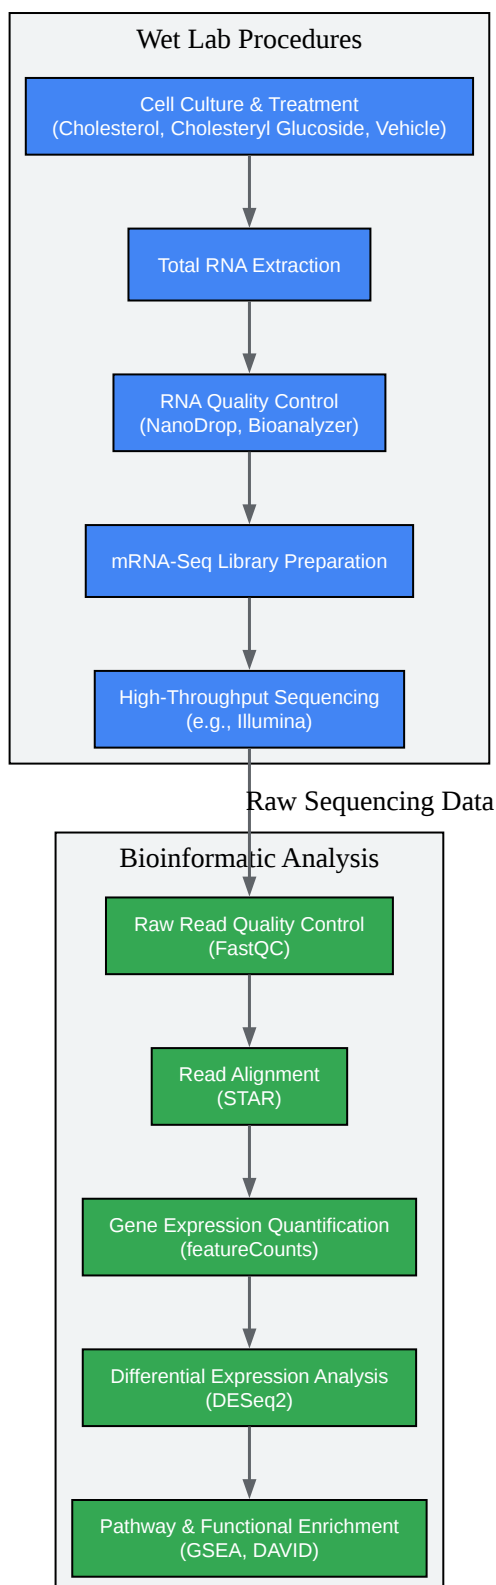 Wet Lab Procedures
Cell Culture & Treatment
(Cholesterol, Cholesteryl Glucoside, Vehicle)
Total RNA Extraction
RNA Quality Control
(NanoDrop, Bioanalyzer)
mRNA-Seq Library Preparation
High-Throughput Sequencing
(e.g., Illumina)
Raw Sequencing Data
Bioinformatic Analysis
Raw Read Quality Control
(FastQC)
Read Alignment
(STAR)
Gene Expression Quantification
(featureCounts)
Differential Expression Analysis
(DESeq2)
Pathway & Functional Enrichment
(GSEA, DAVID)